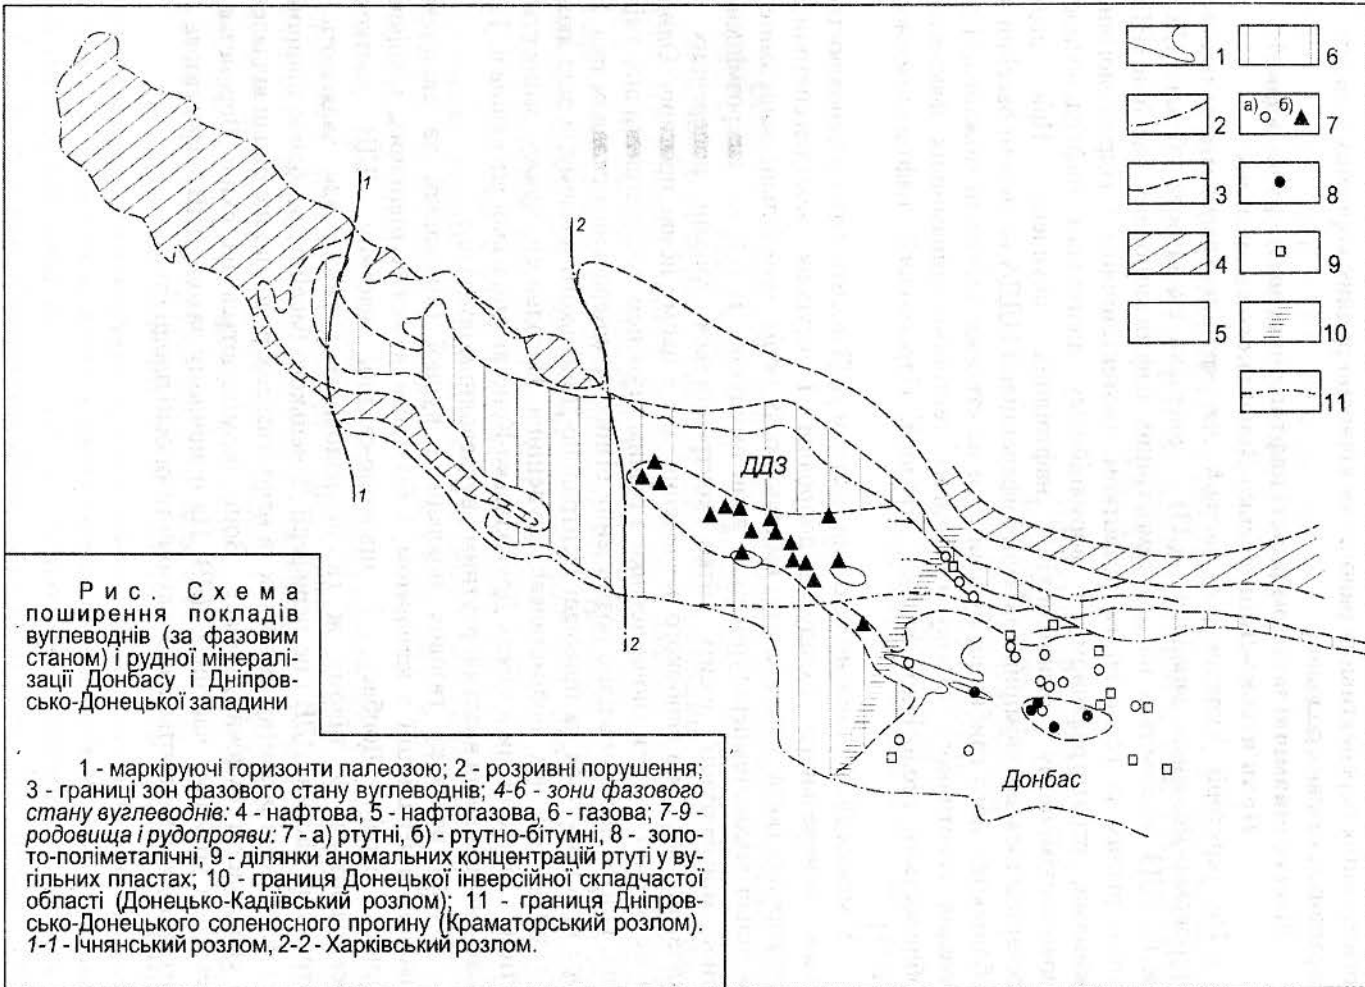 1
6
2
а) б)
7
3
8
4
9
5
10
11
1
2
ДДЗ
1
2
Донбас
Рис. Схема
поширення покладів
вуглеводнів (за фазовим
станом) і рудної мінералі-
зації Донбасу і Дніпров-
сько-Донецької западини
1 - маркіруючі горизонти палеозою; 2 - розривні порушення;
3 - границі зон фазового стану вуглеводнів; 4-6 - зони фазового
стану вуглеводнів: 4 - нафтова, 5 - нафтогазова, 6 - газова; 7-9 -
родовища і рудопрояви: 7 - а) ртутні, б) - ртутно-бітумні, 8 - золо-
то-поліметалічні, 9 - ділянки аномальних концентрацій ртуті у ву-
гільних пластах; 10 - границя Донецької інверсійної складчастої
області (Донецько-Кадіївський розлом); 11 - границя Дніпров-
сько-Донецького соленосного прогину (Краматорський розлом).
1-1 - Ічнянський розлом, 2-2 - Харківський розлом.